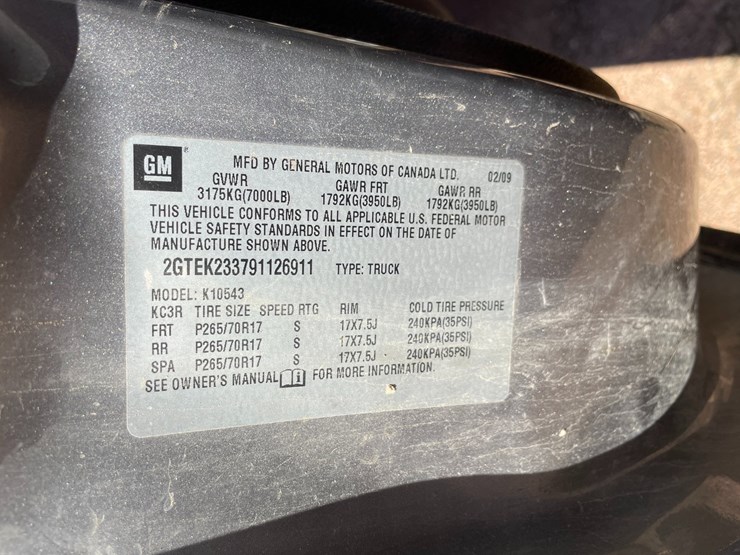 GM
MFD BY GENERAL MOTORS OF CANADA LTD. 02/09
GVWR GAWR FRT GAWR RR
3175KG(7000LB) 1792KG(3950LB) 1792KG(3950LB)
THIS VEHICLE CONFORMS TO ALL APPLICABLE U.S. FEDERAL MOTOR
VEHICLE SAFETY STANDARDS IN EFFECT ON THE DATE OF
MANUFACTURE SHOWN ABOVE.
2GTEK233791126911 TYPE: TRUCK
MODEL: K10543
KC3R TIRE SIZE SPEED RTG RIM COLD TIRE PRESSURE
FRT P265/70R17 S 17X7.5J 240KPA(35PSI)
RR P265/70R17 S 17X7.5J 240KPA(35PSI)
SPA P265/70R17 S 17X7.5J 240KPA(35PSI)
SEE OWNER'S MANUAL i FOR MORE INFORMATION.